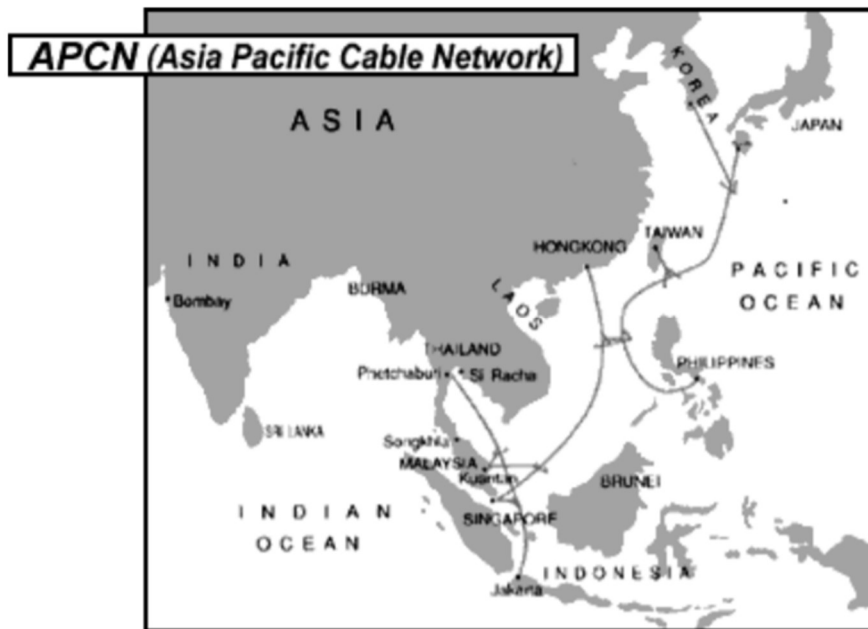 APCN (Asia Pacific Cable Network)
KOREA
ASIA
JAPAN
TAIWAN
HONGKONG
INDIA
PACIFIC
OCEAN
LAOS
BURMA
Bombay
THAILAND
Phetchaburi
Si Racha
PHILIPPINES
SRI LANKA
Songkhla
MALAYSIA
Kuantan
BRUNEI
SINGAPORE
INDIAN
OCEAN
INDONESIA
Jakarta